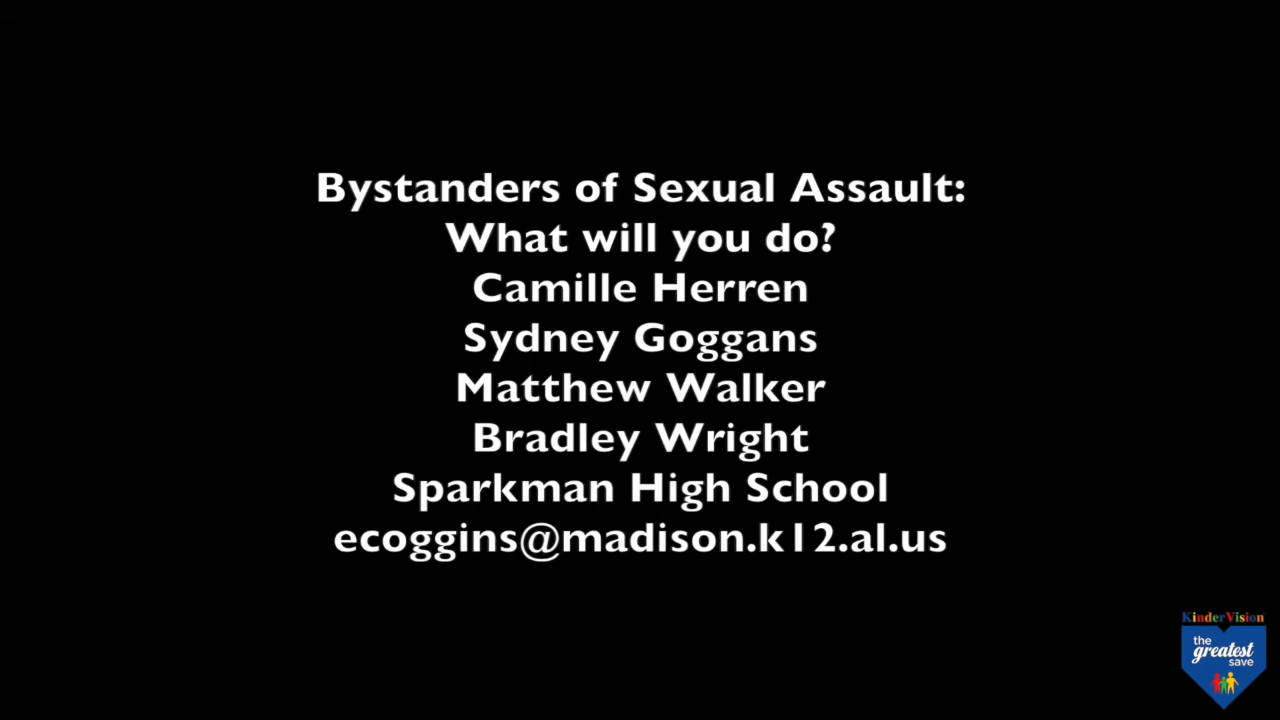 Bystanders of Sexual Assault:
What will you do?
Camille Herren
Sydney Goggans
Matthew Walker
Bradley Wright
Sparkman High School
ecoggins@madison.k12.al.us
KinderVision
the
greatest
save